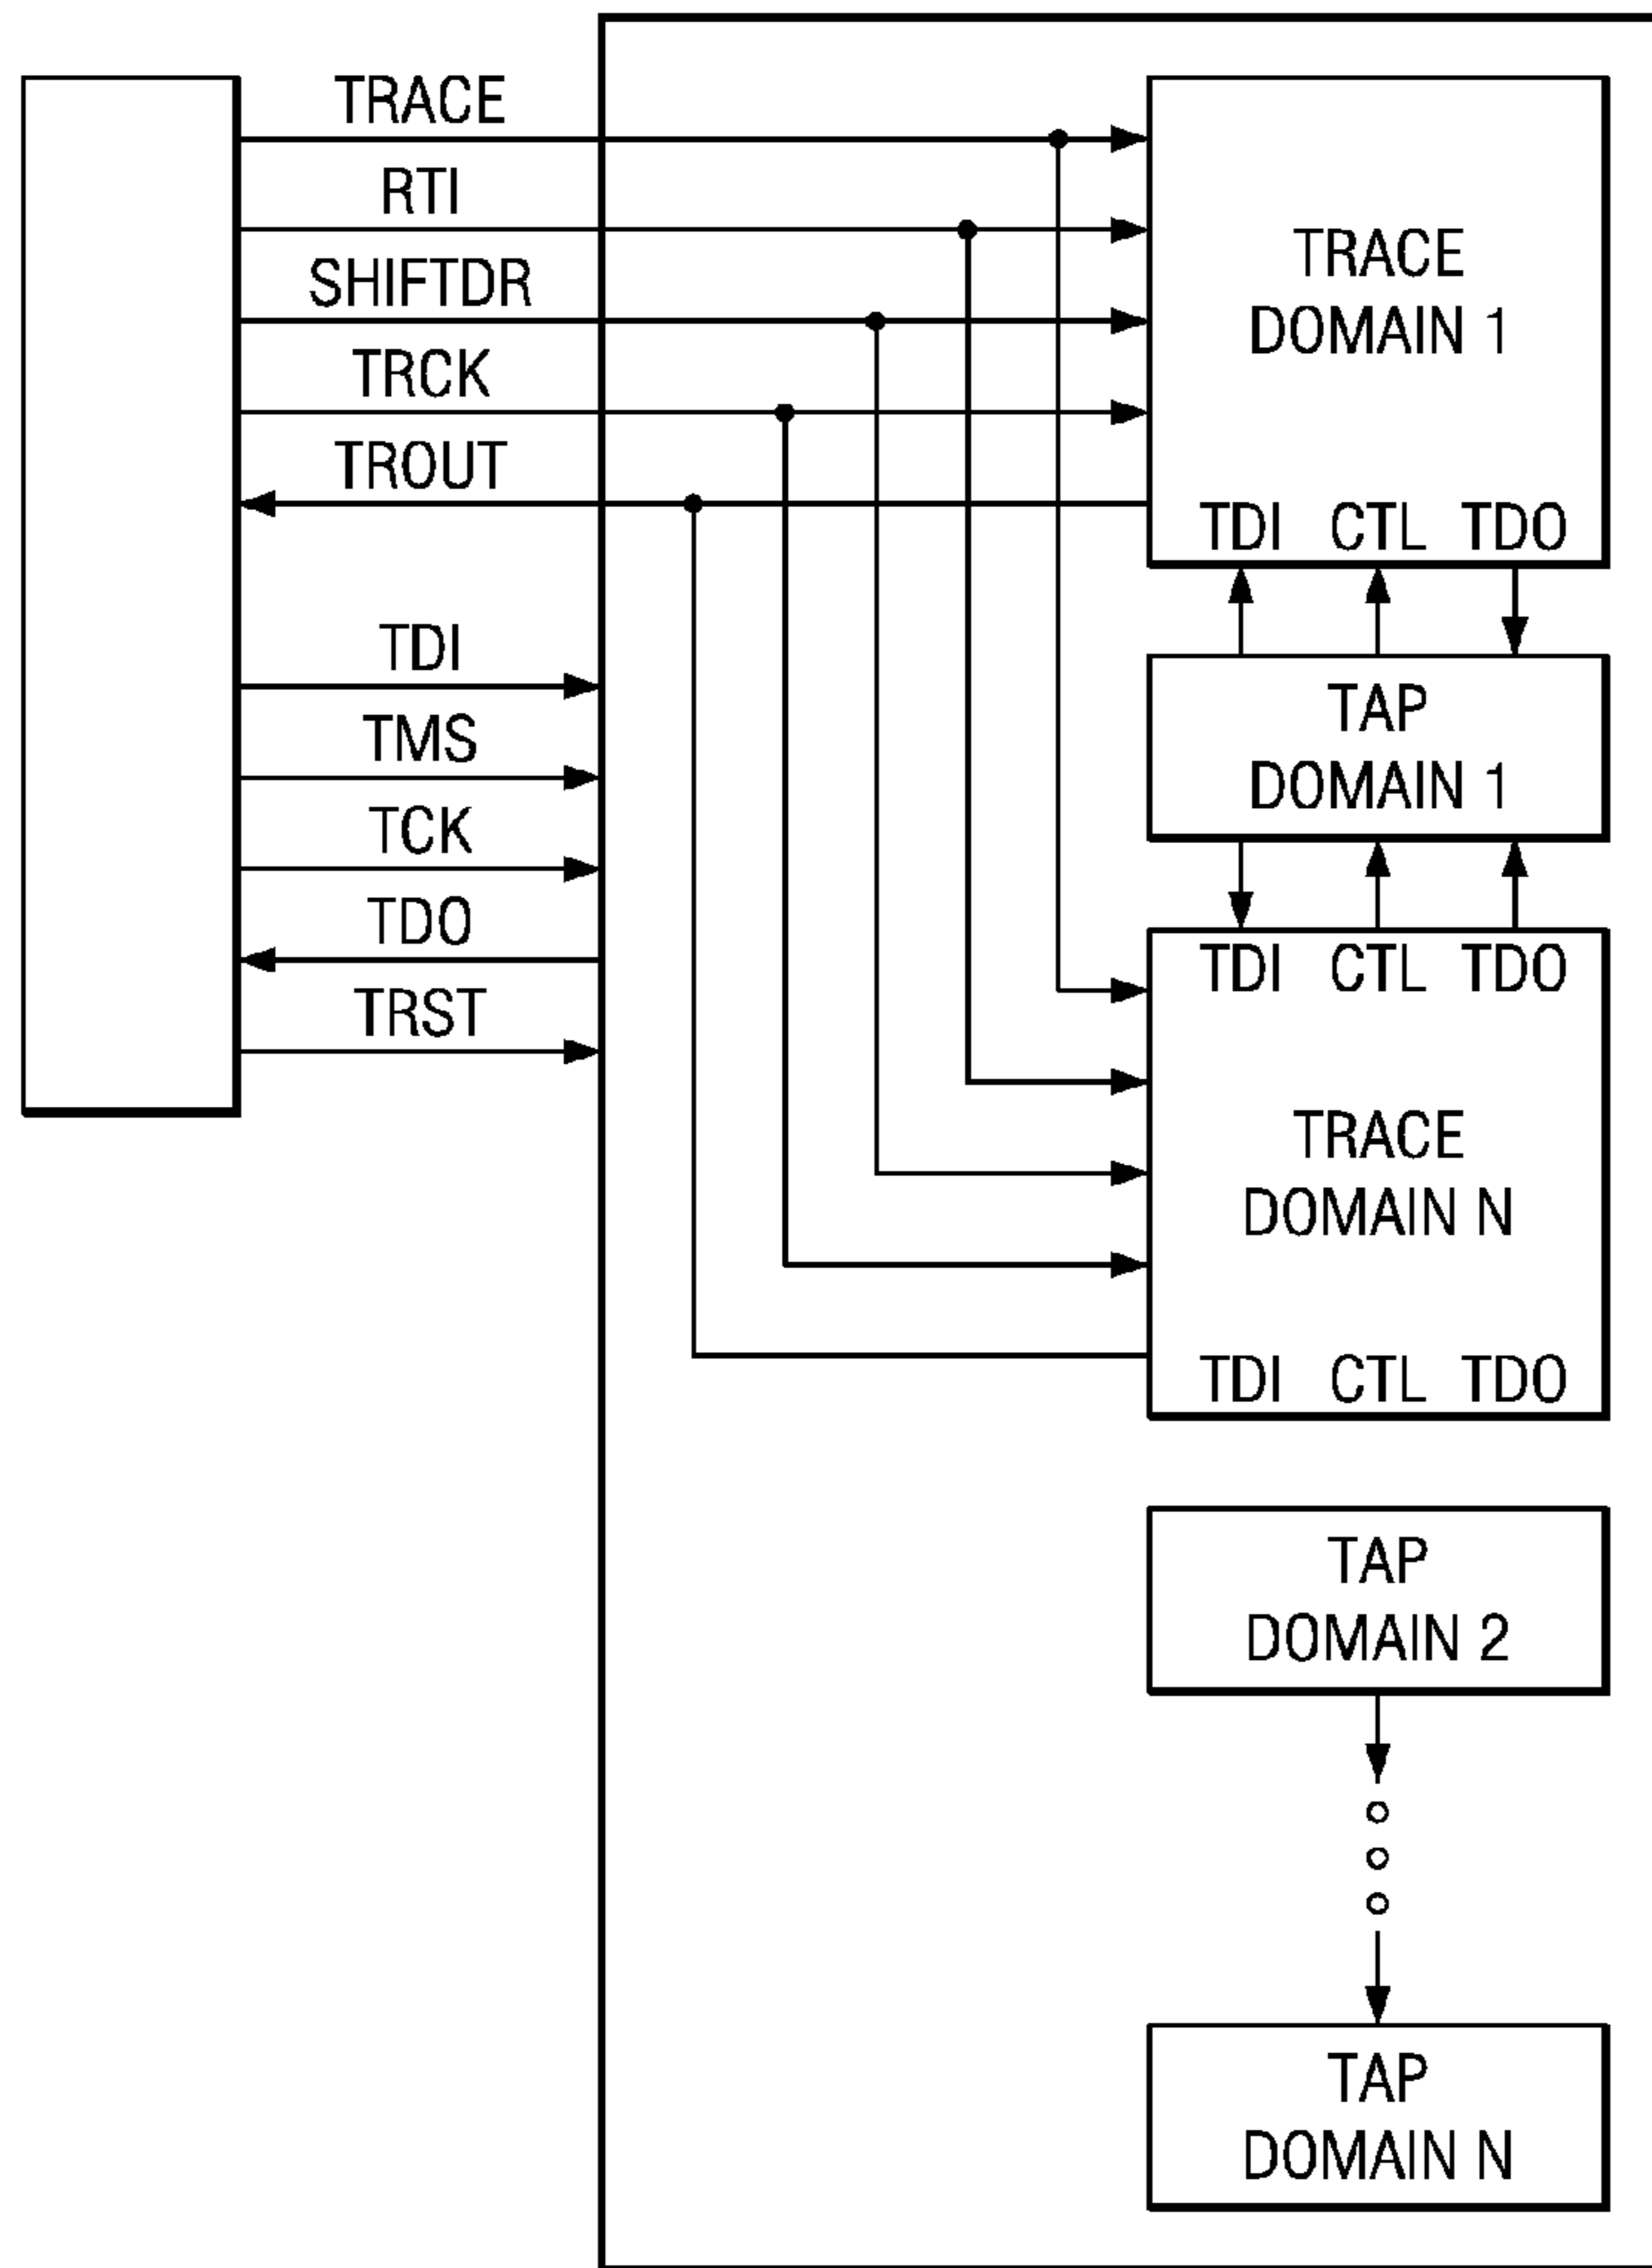 TRACE
RTI
SHIFTDR
TRCK
TROUT
TDI
TMS
TCK
TDO
TRST
TRACE
DOMAIN 1
TDI CTL TDO
TAP
DOMAIN 1
TDI CTL TDO
TRACE
DOMAIN N
TDI CTL TDO
TAP
DOMAIN 2
TAP
DOMAIN N